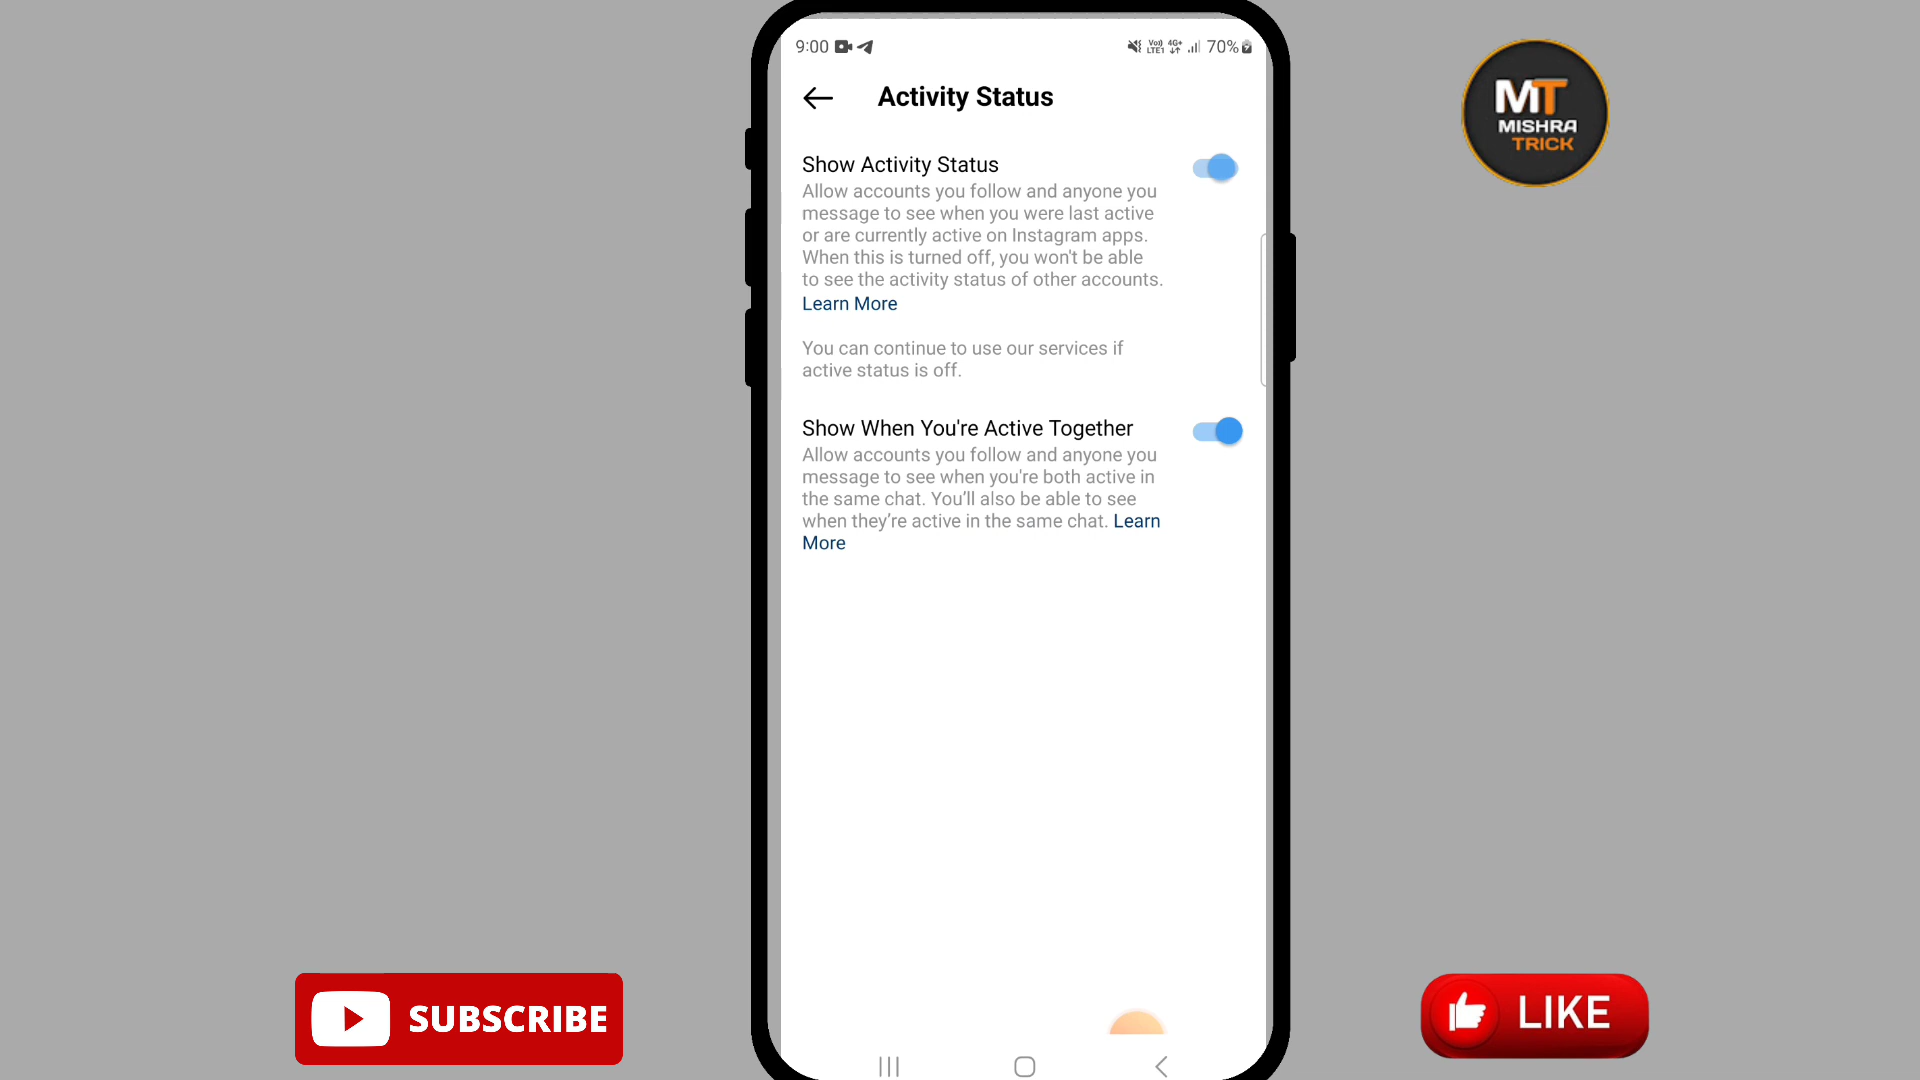 9:00
Vo)) 4G+
LTE1
70%
Activity Status
Show Activity Status
Allow accounts you follow and anyone you
message to see when you were last active
or are currently active on Instagram apps.
When this is turned off, you won't be able
to see the activity status of other accounts.
Learn More
You can continue to use our services if
active status is off.
Show When You're Active Together
Allow accounts you follow and anyone you
message to see when you're both active in
the same chat. You’ll also be able to see
when they’re active in the same chat. Learn
More
MT
MISHRA
TRICK
SUBSCRIBE
LIKE